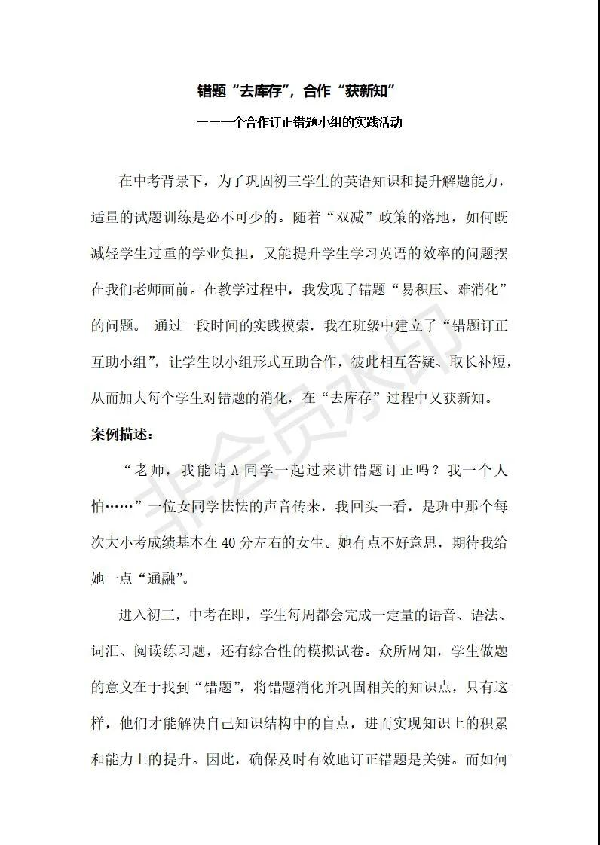 错题“去库存”，合作“获新知”
———一个合作订正错题小组的实践活动
在中考背景下，为了巩固初三学生的英语知识和提升解题能力，
适量的试题训练是必不可少的。随着“双减”政策的落地，如何既
减轻学生过重的学业负担，又能提升学生学习英语的效率的问题摆
在我们老师面前。在教学过程中，我发现了错题“易积压、难消化”
的问题。 通过一段时间的实践摸索，我在班级中建立了“错题订正
互助小组”，让学生以小组形式互助合作，彼此相互答疑、取长补短，
从而加大每个学生对错题的消化，在“去库存”过程中又获新知。
案例描述：
“老师，我能请A同学一起过来讲错题订正吗？我一个人
怕……”一位女同学怯怯的声音传来，我回头一看，是班中那个每
次大小考成绩基本在40分左右的女生。她有点不好意思，期待我给
她一点“通融”。
进入初三，中考在即，学生每周都会完成一定量的语音、语法、
词汇、阅读练习题，还有综合性的模拟试卷。众所周知，学生做题
的意义在于找到“错题”，将错题消化并巩固相关的知识点，只有这
样，他们才能解决自己知识结构中的盲点，进而实现知识上的积累
和能力上的提升。因此，确保及时有效地订正错题是关键。而如何
非会员水印